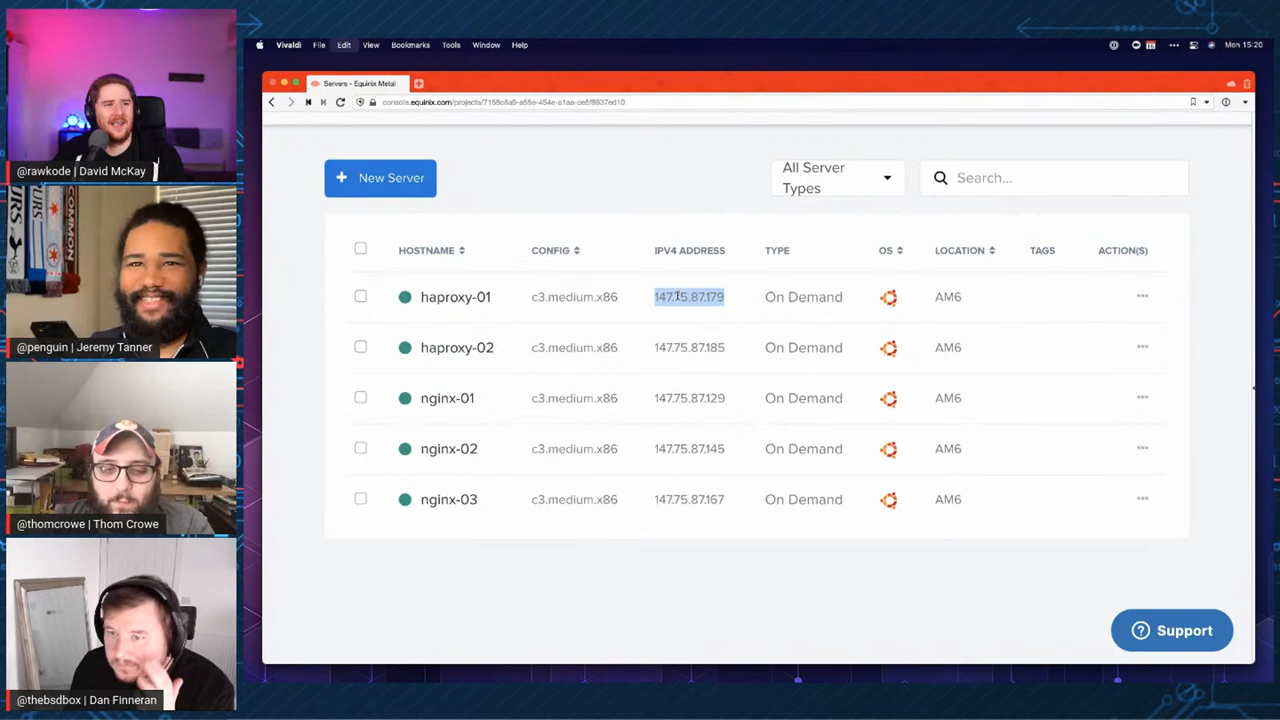 @rawkode | David McKay
@penguin | Jeremy Tanner
@thomcrowe | Thom Crowe
@thebsdbox | Dan Finneran
Vivaldi File Edit View Bookmarks Tools Window Help
Mon 15:20
Servers - Equinix Metal
+ New Server
All Server
Types
Search...
HOSTNAME CONFIG IPV4 ADDRESS TYPE OS LOCATION TAGS ACTION(S)
haproxy-01 c3.medium.x86 147.75.87.179 On Demand AM6
haproxy-02 c3.medium.x86 147.75.87.185 On Demand AM6
nginx-01 c3.medium.x86 147.75.87.129 On Demand AM6
nginx-02 c3.medium.x86 147.75.87.145 On Demand AM6
nginx-03 c3.medium.x86 147.75.87.167 On Demand AM6
Support